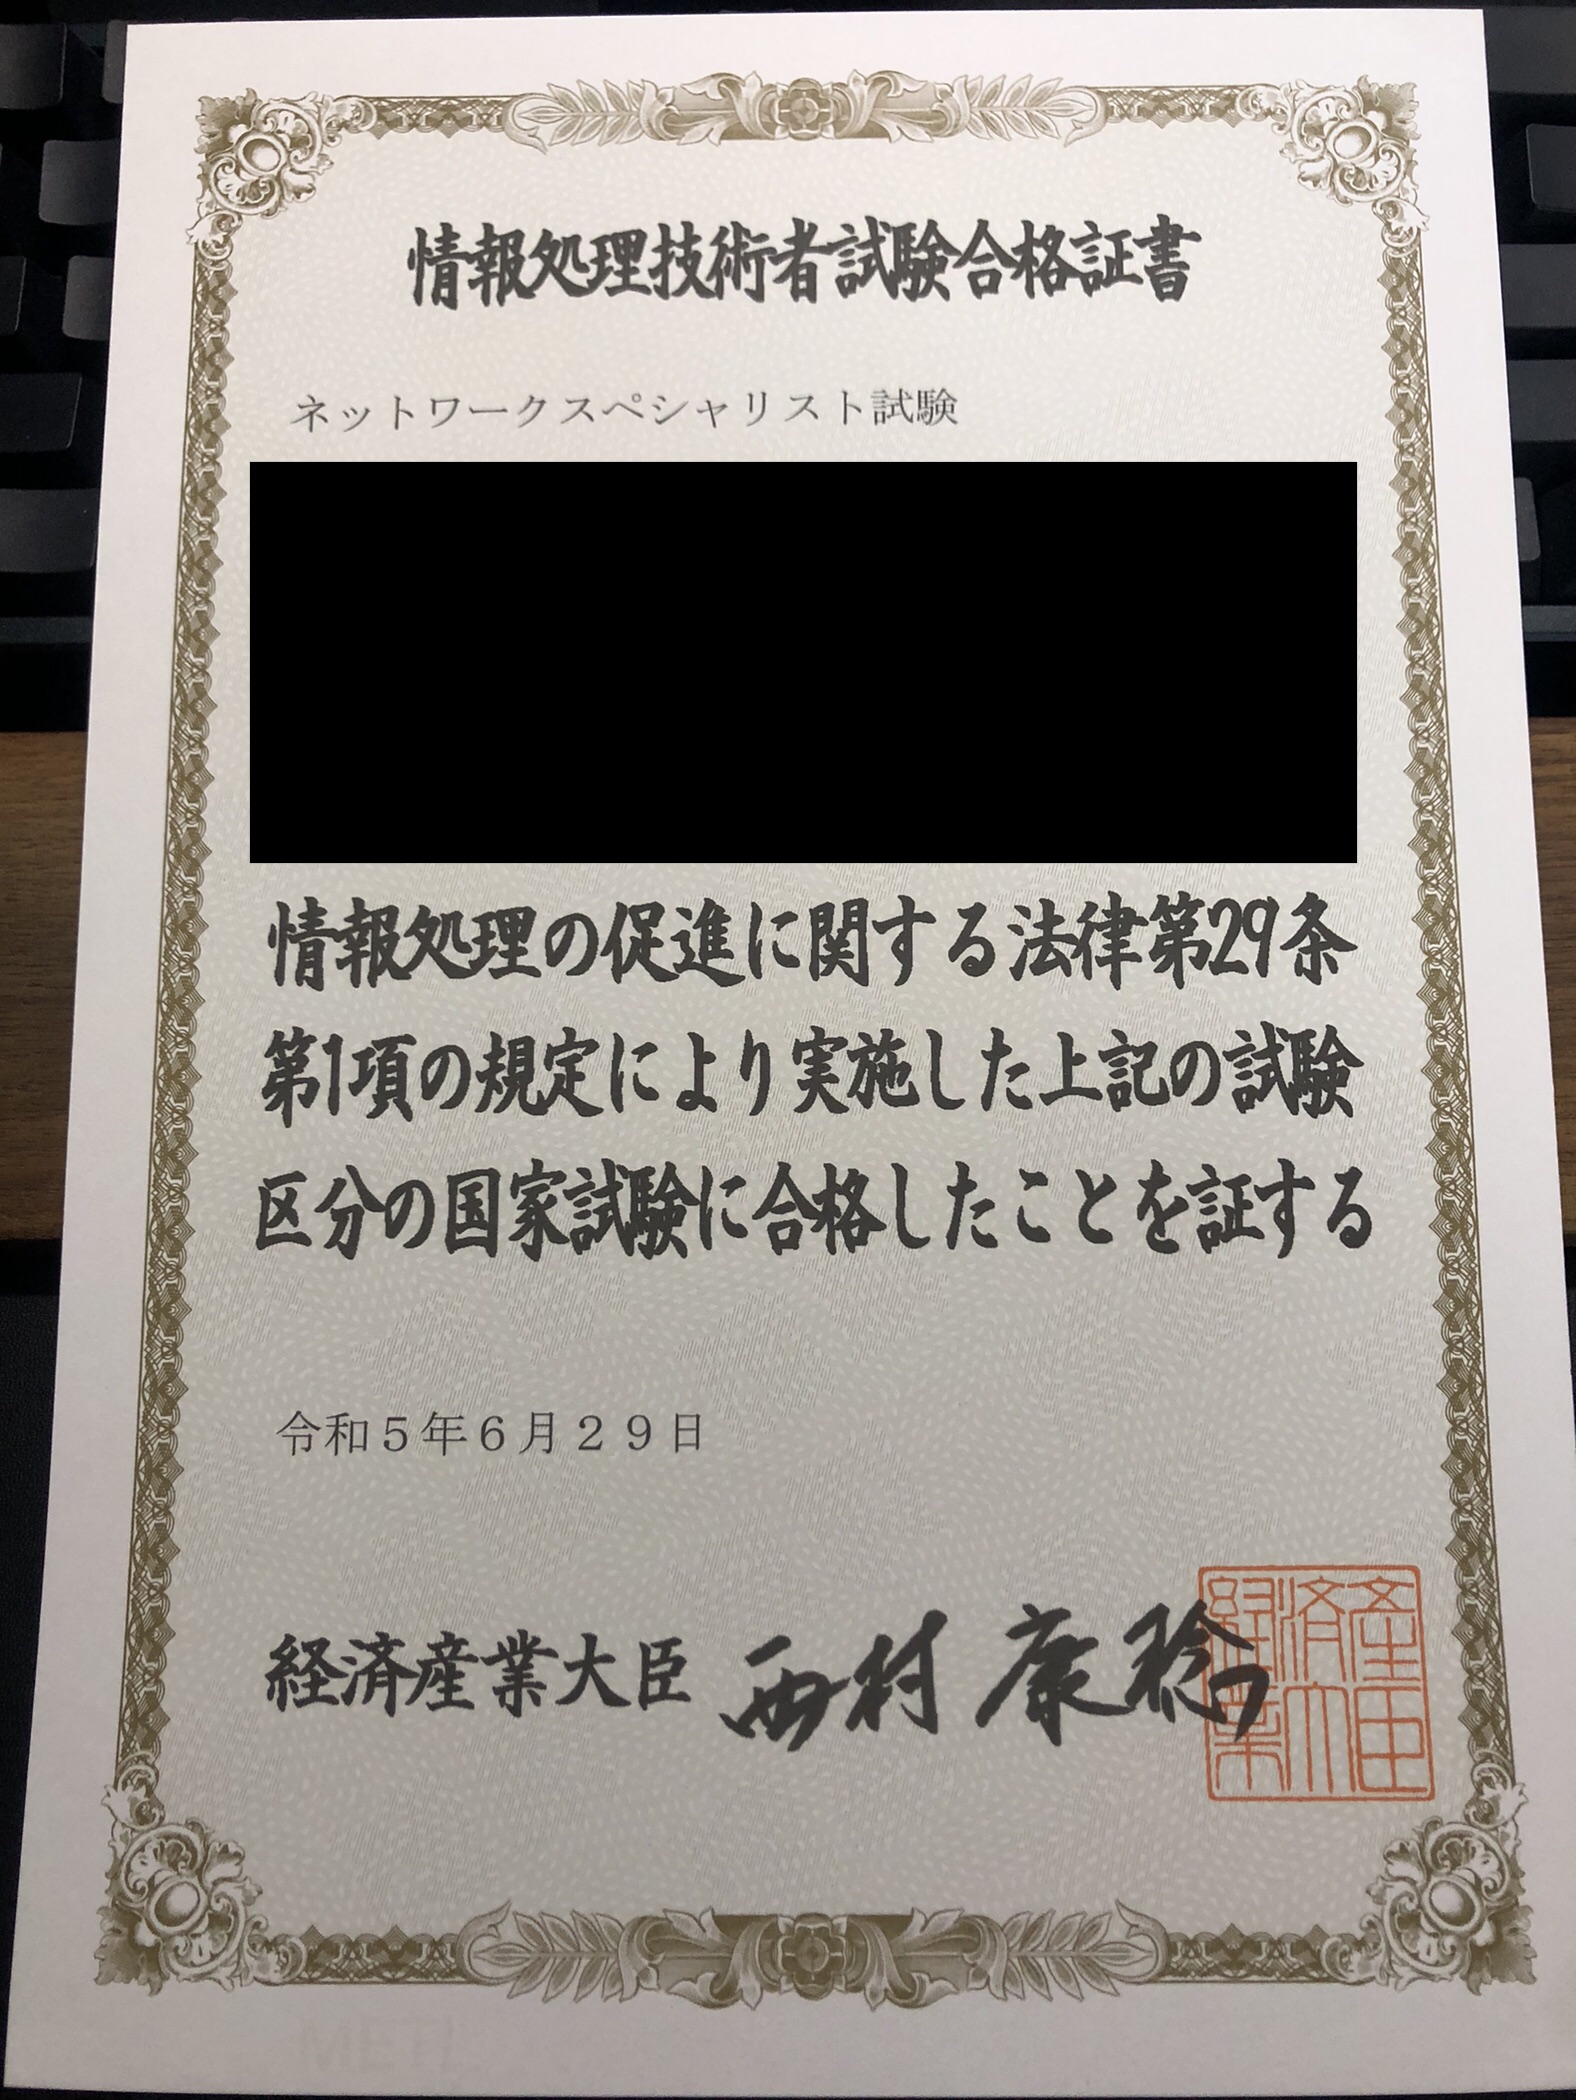 情報処理技術者試験合格証書
ネットワークスペシャリスト試験
情報処理の促進に関する法律第29条
第1項の規定により実施した上記の試験
区分の国家試験に合格したことを証する
令和5年6月29日
経済産業大臣 西村康稔
経済産業大臣